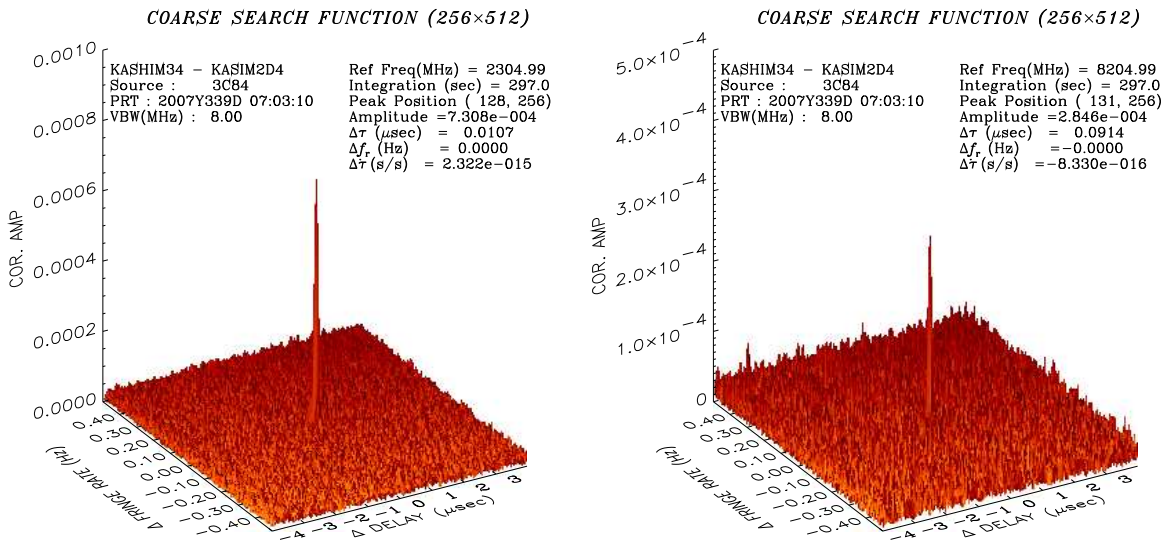 COARSE SEARCH FUNCTION (256×512)
KASHIM34 - KASIM2D4
Source : 3C84
PRT : 2007Y339D 07:03:10
VBW(MHz) : 8.00
Ref Freq(MHz) = 2304.99
Integration (sec) = 297.0
Peak Position ( 128, 256)
Amplitude =7.308e-004
Δτ (μsec) = 0.0107
Δfr (Hz) = 0.0000
Δτ̇ (s/s) = 2.322e-015
COR. AMP
0.0010
0.0008
0.0006
0.0004
0.0002
0.0000
0.40
0.30
0.20
0.10
0.00
-0.10
-0.20
-0.30
-0.40
Δ FRINGE RATE (Hz)
-4 -3 -2 -1 0 1 2 3
Δ DELAY (μsec)
COARSE SEARCH FUNCTION (256×512)
KASHIM34 - KASIM2D4
Source : 3C84
PRT : 2007Y339D 07:03:10
VBW(MHz) : 8.00
Ref Freq(MHz) = 8204.99
Integration (sec) = 297.0
Peak Position ( 131, 256)
Amplitude =2.846e-004
Δτ (μsec) = 0.0914
Δfr (Hz) =-0.0000
Δτ̇ (s/s) =-8.330e-016
COR. AMP
5.0×10⁻⁴
4.0×10⁻⁴
3.0×10⁻⁴
2.0×10⁻⁴
1.0×10⁻⁴
0
0.40
0.30
0.20
0.10
0.00
-0.10
-0.20
-0.30
-0.40
Δ FRINGE RATE (Hz)
-4 -3 -2 -1 0 1 2 3
Δ DELAY (μsec)